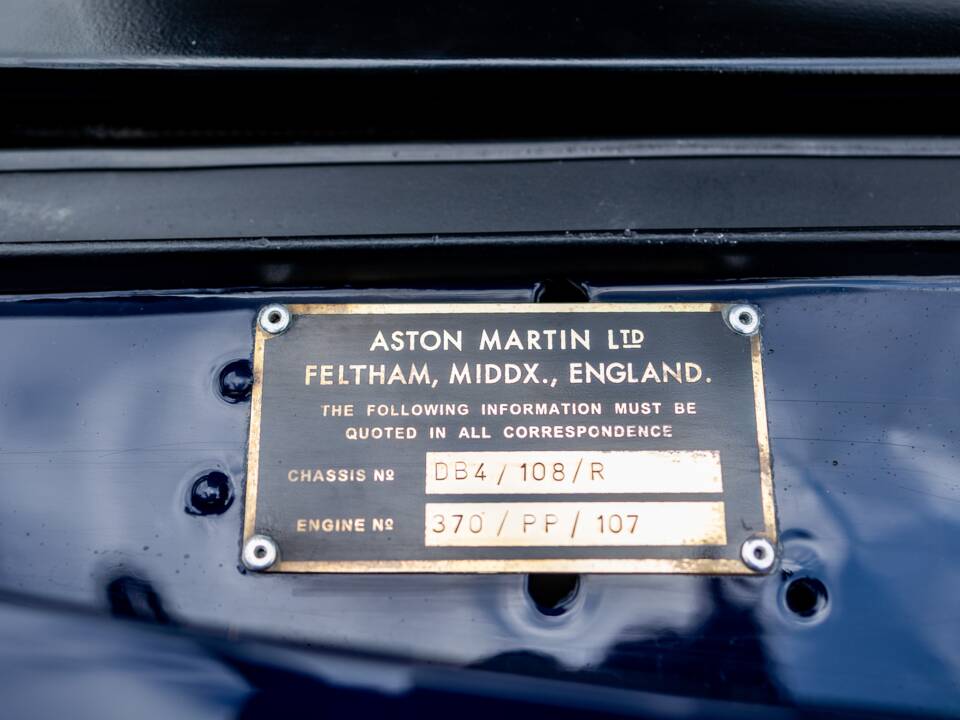 ASTON MARTIN LTD
FELTHAM, MIDDX., ENGLAND.
THE FOLLOWING INFORMATION MUST BE
QUOTED IN ALL CORRESPONDENCE
CHASSIS Nº DB4/108/R
ENGINE Nº 370/PP/107